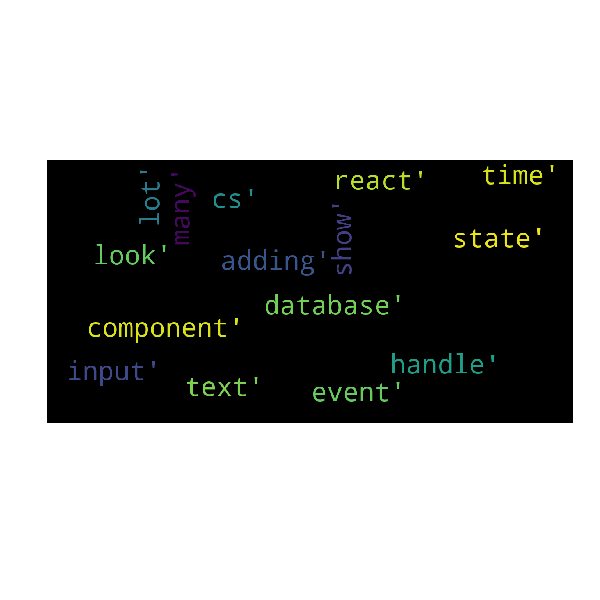 time'
react'
lot'
many'
cs'
show'
state'
look'
adding'
database'
component'
handle'
input'
text'
event'